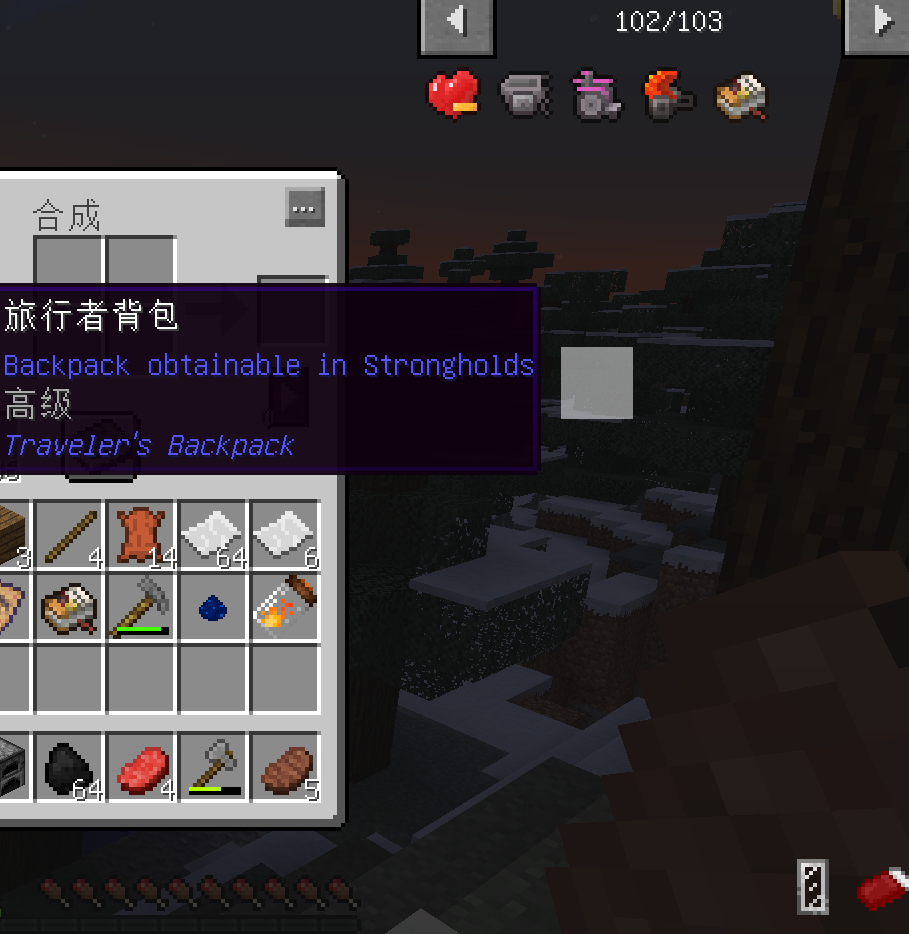 102/103
合成
...
旅行者背包
Backpack obtainable in Strongholds
高级
Traveler's Backpack
3 4 14 64 6
64 4 5